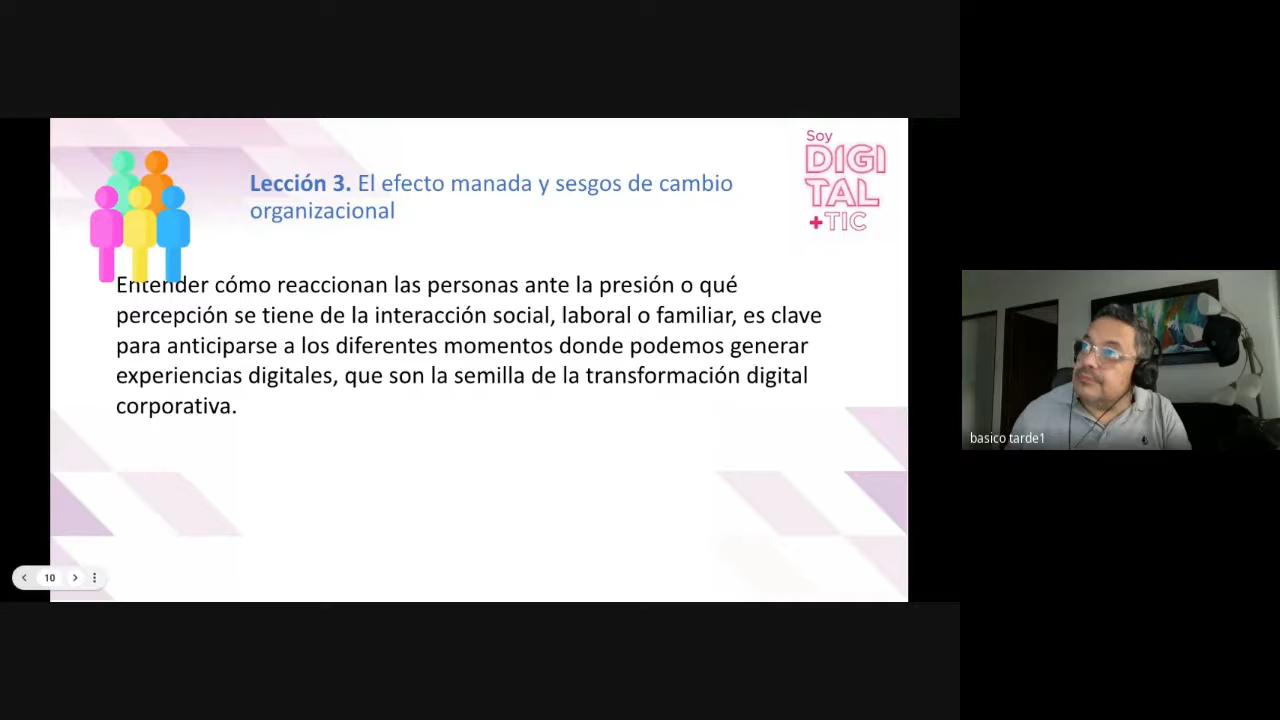 Soy
DIGI
TAL
+TIC
Lección 3. El efecto manada y sesgos de cambio
organizacional
Entender cómo reaccionan las personas ante la presión o qué
percepción se tiene de la interacción social, laboral o familiar, es clave
para anticiparse a los diferentes momentos donde podemos generar
experiencias digitales, que son la semilla de la transformación digital
corporativa.
basico tarde1
10